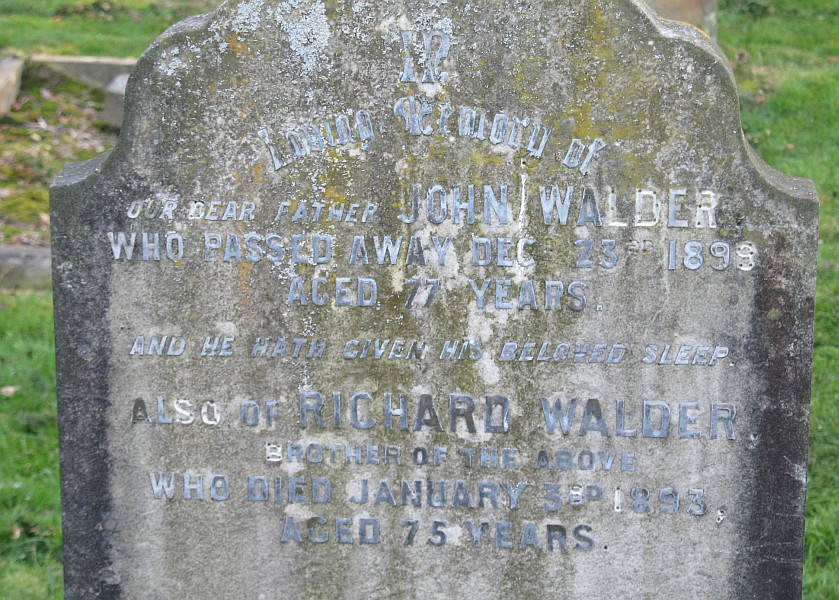 IN
Loving Memory of
OUR DEAR FATHER JOHN WALDER,
WHO PASSED AWAY DECR 23RD 1898
AGED 77 YEARS.
AND HE HATH GIVEN HIS BELOVED SLEEP.
ALSO OF RICHARD WALDER
BROTHER OF THE ABOVE
WHO DIED JANUARY 3RD 1893,
AGED 75 YEARS.